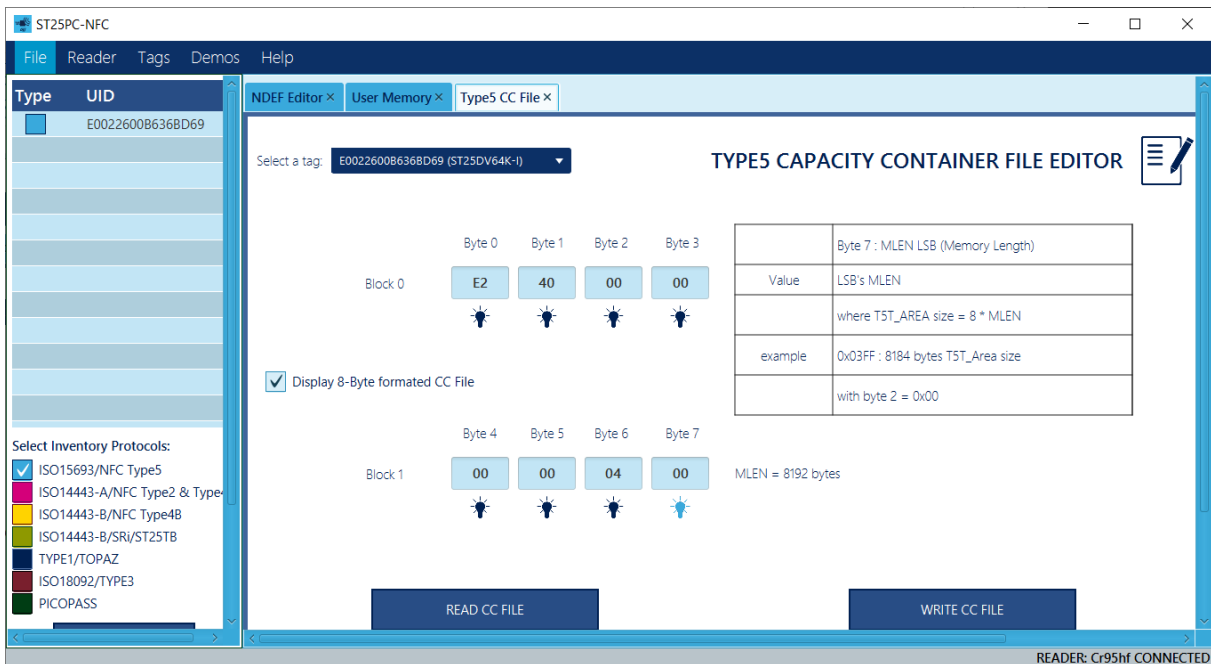 ST25PC-NFC
File Reader Tags Demos Help
Type UID
E0022600B636BD69
NDEF Editor × User Memory × Type5 CC File ×
Select a tag: E0022600B636BD69 (ST25DV64K-I)
TYPE5 CAPACITY CONTAINER FILE EDITOR
Byte 0 Byte 1 Byte 2 Byte 3
Block 0 E2 40 00 00
Byte 7 : MLEN LSB (Memory Length)
Value LSB's MLEN
where T5T_AREA size = 8 * MLEN
example 0x03FF : 8184 bytes T5T_Area size
with byte 2 = 0x00
Display 8-Byte formated CC File
Byte 4 Byte 5 Byte 6 Byte 7
Block 1 00 00 04 00 MLEN = 8192 bytes
Select Inventory Protocols:
ISO15693/NFC Type5
ISO14443-A/NFC Type2 & Type
ISO14443-B/NFC Type4B
ISO14443-B/SRi/ST25TB
TYPE1/TOPAZ
ISO18092/TYPE3
PICOPASS
READ CC FILE WRITE CC FILE
READER: Cr95hf CONNECTED